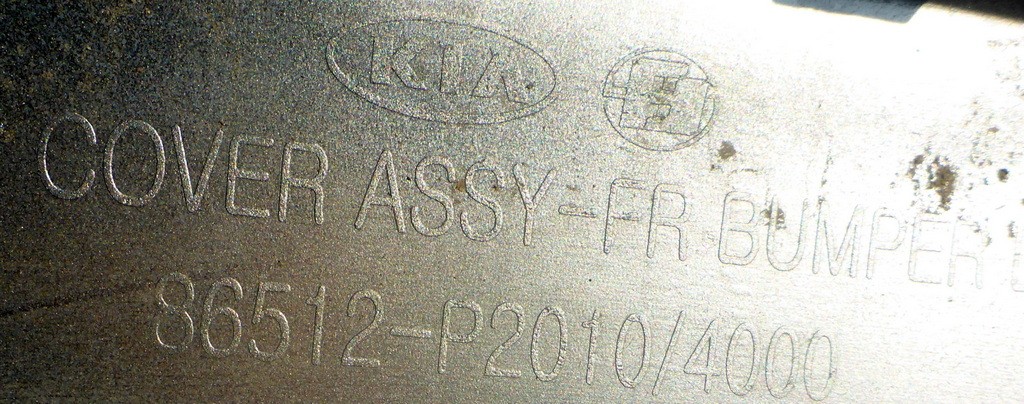 KIA
COVER ASSY-FR BUMPER
86512-P2010/4000